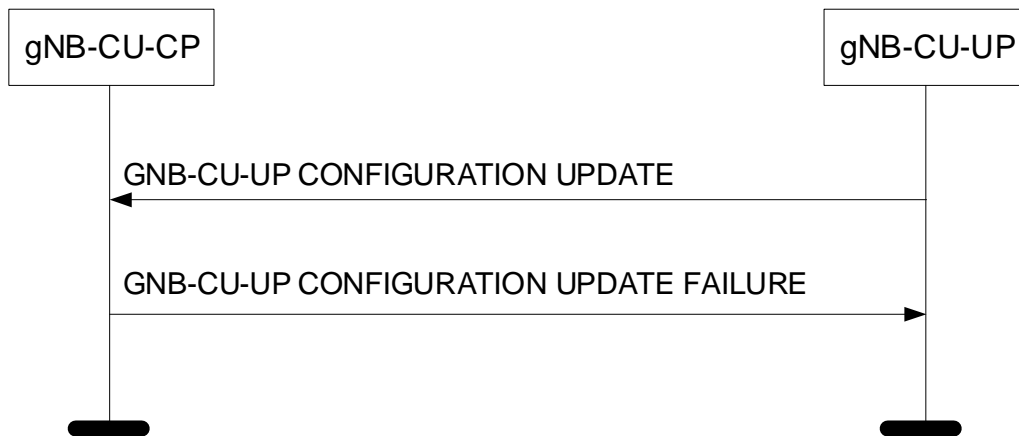 gNB-CU-CP
gNB-CU-UP
GNB-CU-UP CONFIGURATION UPDATE
GNB-CU-UP CONFIGURATION UPDATE FAILURE